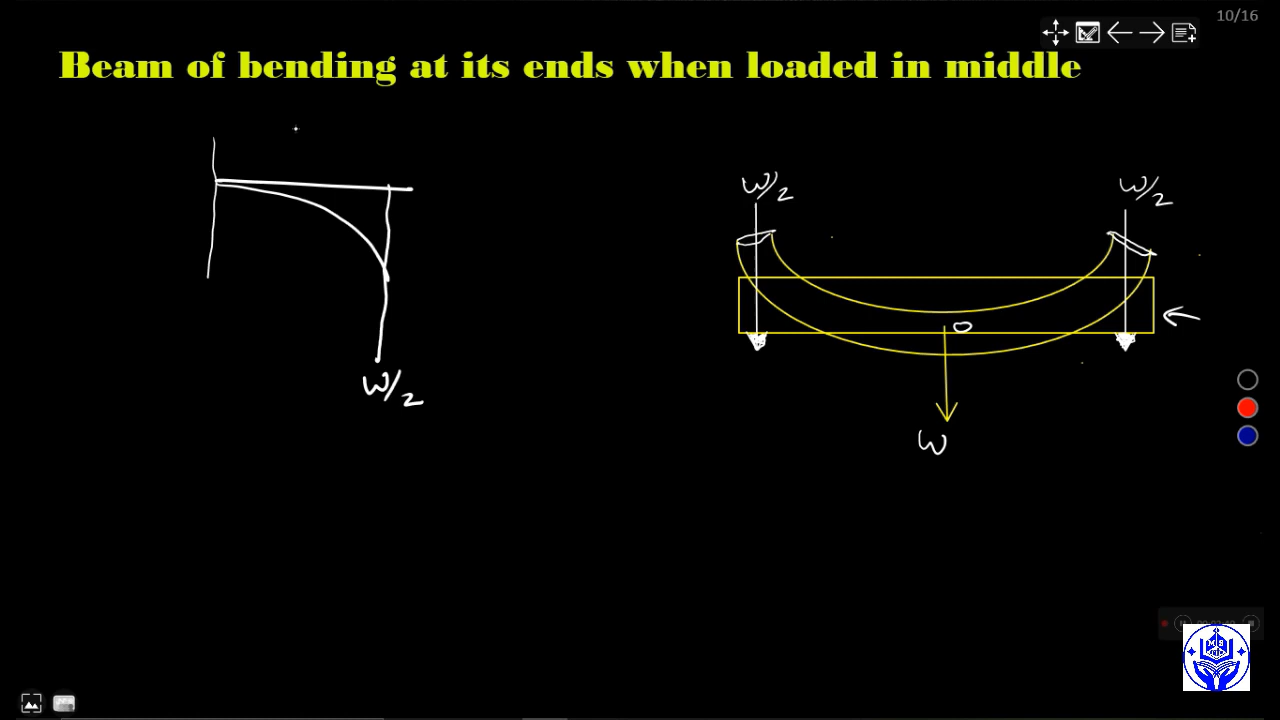 10/16
Beam of bending at its ends when loaded in middle
W/2 W/2
O
W/2
W